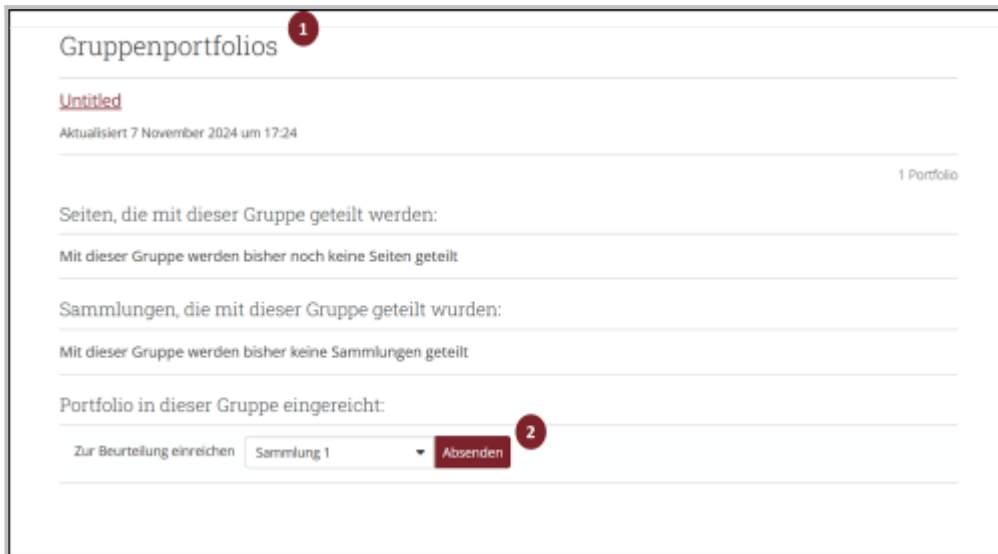 Gruppenportfolios
1
Untitled
Aktualisiert 7 November 2024 um 17:24
1 Portfolio
Seiten, die mit dieser Gruppe geteilt werden:
Mit dieser Gruppe werden bisher noch keine Seiten geteilt
Sammlungen, die mit dieser Gruppe geteilt wurden:
Mit dieser Gruppe werden bisher keine Sammlungen geteilt
Portfolio in dieser Gruppe eingereicht:
2
Zur Beurteilung einreichen Sammlung 1 Absenden